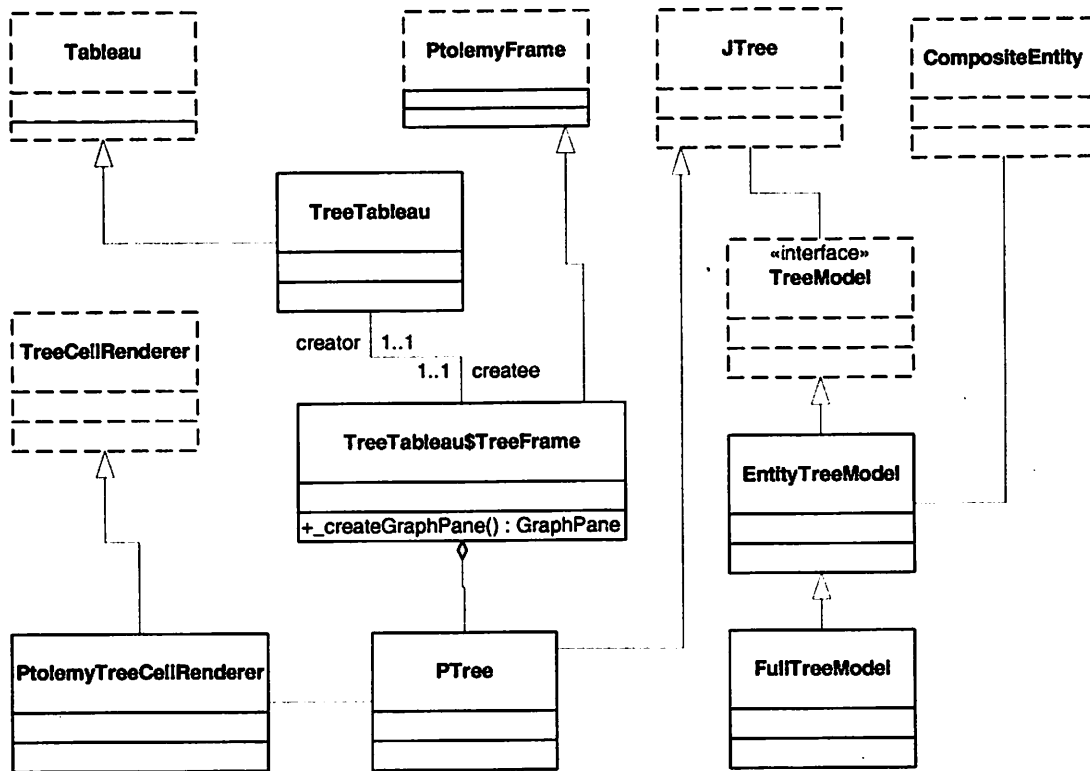 Tableau
PtolemyFrame
JTree
CompositeEntity
TreeTableau
«interface»
TreeModel
TreeCellRenderer
creator 1..1
1..1 createe
TreeTableau$TreeFrame
EntityTreeModel
+_createGraphPane() : GraphPane
PtolemyTreeCellRenderer
PTree
FullTreeModel